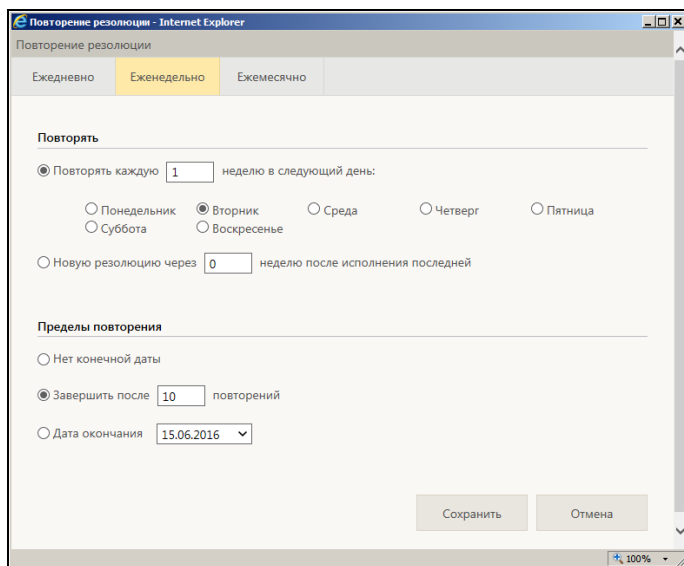 Повторение резолюции - Internet Explorer
Повторение резолюции
Ежедневно Еженедельно Ежемесячно
Повторять
Повторять каждую 1 неделю в следующий день:
Понедельник Вторник Среда Четверг Пятница
Суббота Воскресенье
Новую резолюцию через 0 неделю после исполнения последней
Пределы повторения
Нет конечной даты
Завершить после 10 повторений
Дата окончания 15.06.2016
Сохранить Отмена
100%